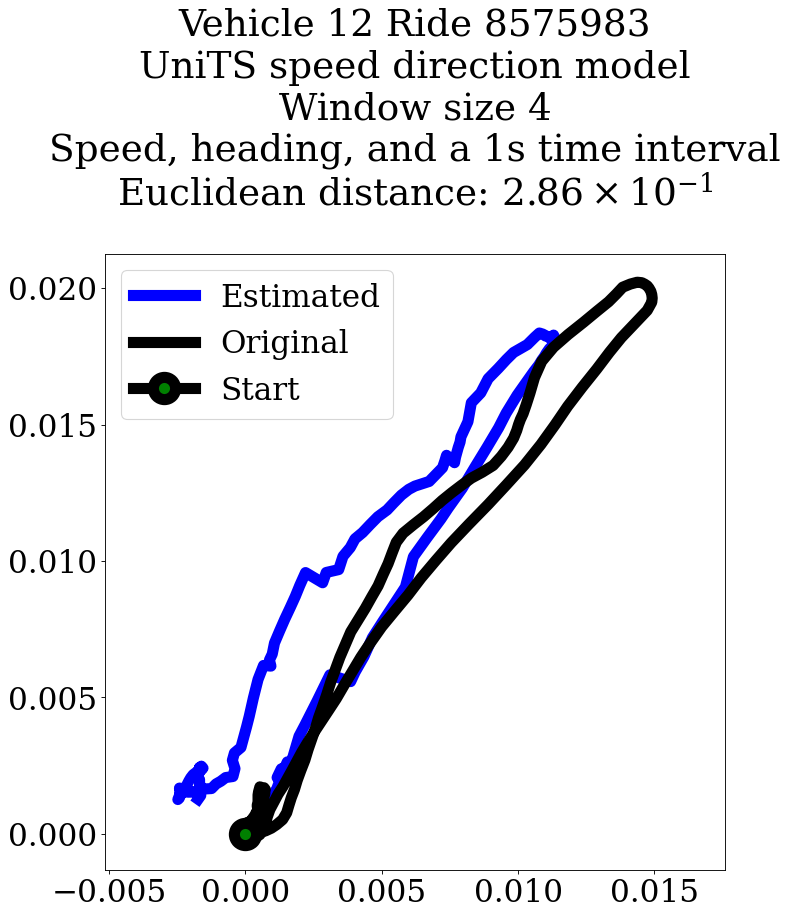 Vehicle 12 Ride 8575983
UniTS speed direction model
Window size 4
Speed, heading, and a 1s time interval
Euclidean distance: 2.86 × 10⁻¹
Estimated
Original
Start
0.020
0.015
0.010
0.005
0.000
−0.005 0.000 0.005 0.010 0.015